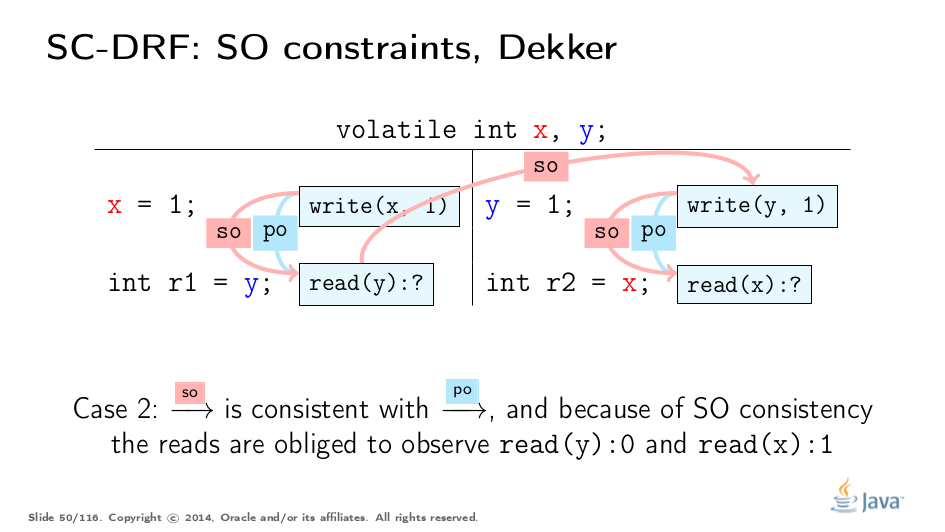 SC-DRF: SO constraints, Dekker
volatile int x, y;
so
x = 1;
write(x, 1)
y = 1;
write(y, 1)
so
po
so
po
int r1 = y;
read(y):?
int r2 = x;
read(x):?
so
po
Case 2: ⟶ is consistent with ⟶, and because of SO consistency
the reads are obliged to observe read(y):0 and read(x):1
Java
Slide 50/116. Copyright © 2014, Oracle and/or its affiliates. All rights reserved.